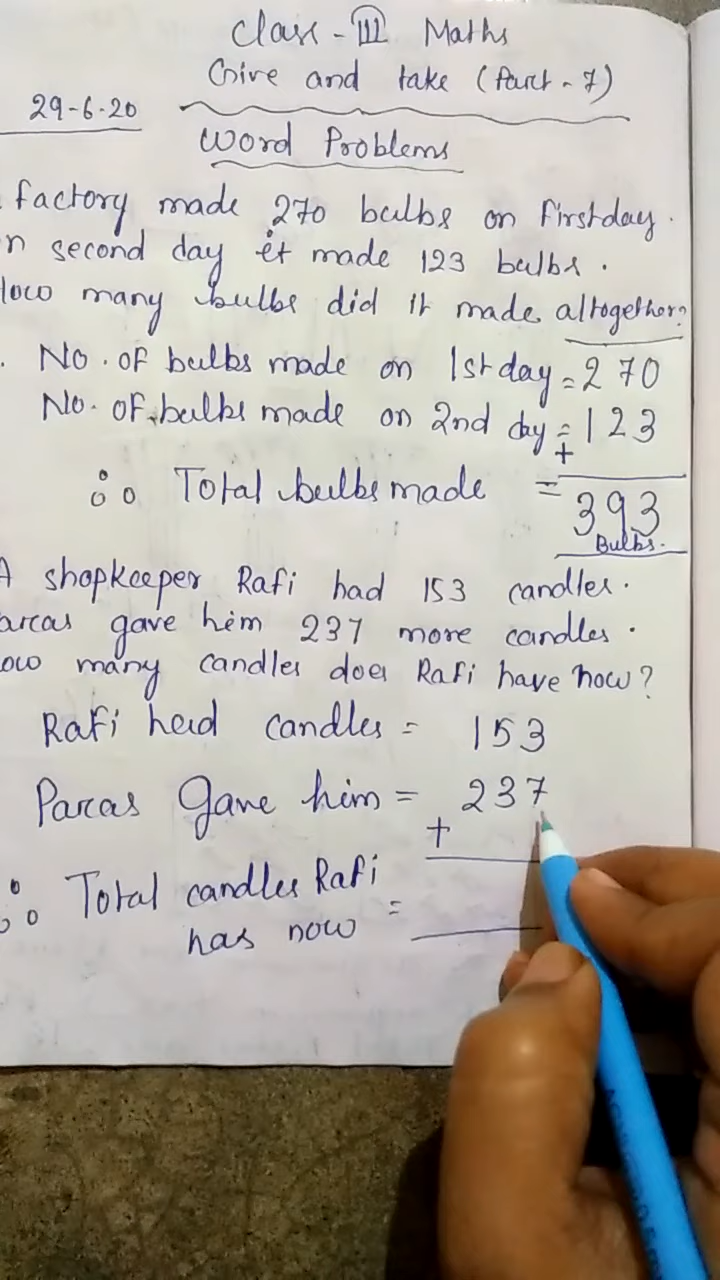 Class - III Maths
Give and take (Part - 7)
29-6-20
Word Problems
factory made 270 bulbs on first day.
n second day it made 123 bulbs.
How many bulbs did it made altogether?
No. of bulbs made on 1st day = 270
No. of bulbs made on 2nd day = 123
+
∴ Total bulbs made = 393
Bulbs.
A shopkeeper Rafi had 153 candles.
aras gave him 237 more candles.
ow many candles does Rafi have now?
Rafi had candles = 153
Paras gave him = 237
+
∴ Total candles Rafi
has now =